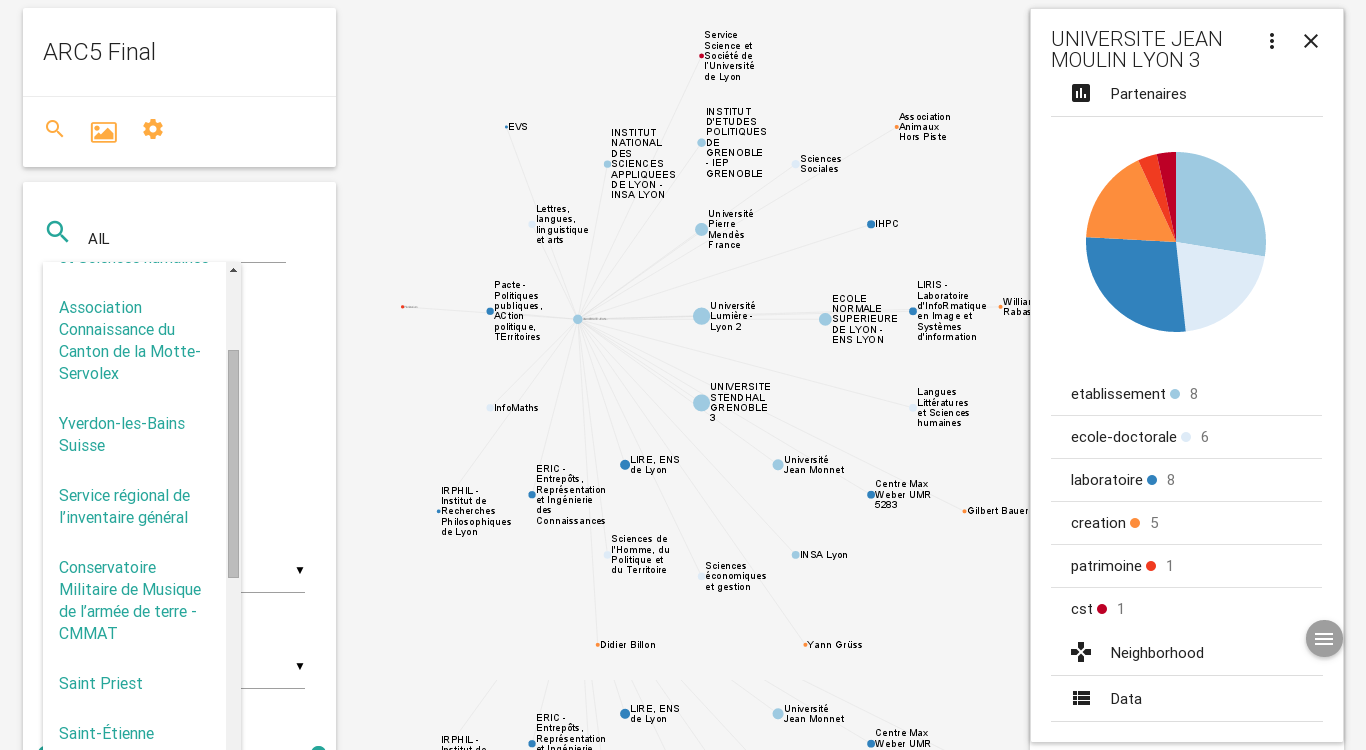 ARC5 Final
AIL
et Sciences humaines
Association
Connaissance du
Canton de la Motte-
Servolex
Yverdon-les-Bains
Suisse
Service régional de
l'inventaire général
Conservatoire
Militaire de Musique
de l'armée de terre -
CMMAT
Saint Priest
Saint-Étienne
Service
Science et
Société de
l'Université
de Lyon
EVS
INSTITUT
NATIONAL
DES
SCIENCES
APPLIQUEES
DE LYON -
INSA LYON
INSTITUT
D'ETUDES
POLITIQUES
DE
GRENOBLE
- IEP
GRENOBLE
Association
Animaux
Hors Piste
Sciences
Sociales
Lettres,
langues,
linguistique
et arts
Université
Pierre
Mendès
France
IHPC
Pacte -
Politiques
publiques,
ACtion
politique,
TErritoires
Université
Lumière -
Lyon 2
ECOLE
NORMALE
SUPERIEURE
DE LYON -
ENS LYON
LIRIS -
Laboratoire
d'InfoRmatique
en Image et
Systèmes
d'information
Willian
Rabas
InfoMaths
UNIVERSITE
STENDHAL
GRENOBLE
3
Langues
Littératures
et Sciences
humaines
IRPHIL -
Institut de
Recherches
Philosophiques
de Lyon
ERIC -
Entrepôts,
Représentation
et Ingénierie
des
Connaissances
LIRE, ENS
de Lyon
Université
Jean Monnet
Centre Max
Weber UMR
5283
Gilbert Bauer
Sciences de
l'Homme, du
Politique et
du Territoire
Sciences
économiques
et gestion
INSA Lyon
Didier Billon
Yann Grüss
IRPHIL -
Institut de
ERIC -
Entrepôts,
Représentation
et Ingénierie
LIRE, ENS
de Lyon
Université
Jean Monnet
Centre Max
Weber UMR
UNIVERSITE JEAN
MOULIN LYON 3
Partenaires
etablissement 8
ecole-doctorale 6
laboratoire 8
creation 5
patrimoine 1
cst 1
Neighborhood
Data